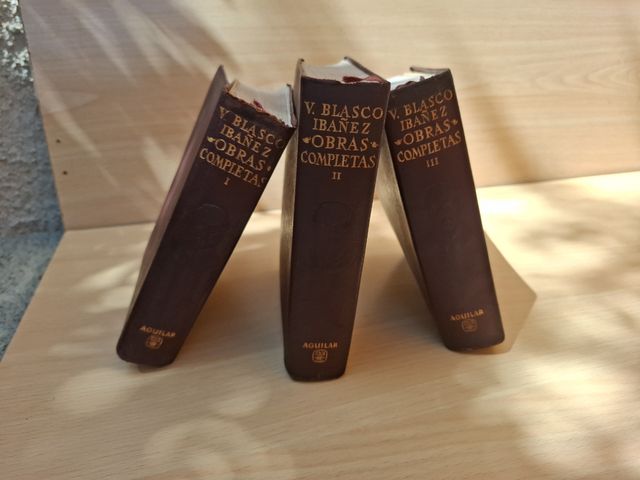 V. BLASCO
IBAÑEZ
OBRAS
COMPLETAS
I
AGUILAR
V. BLASCO
IBAÑEZ
OBRAS
COMPLETAS
II
AGUILAR
V. BLASCO
IBAÑEZ
OBRAS
COMPLETAS
III
AGUILAR